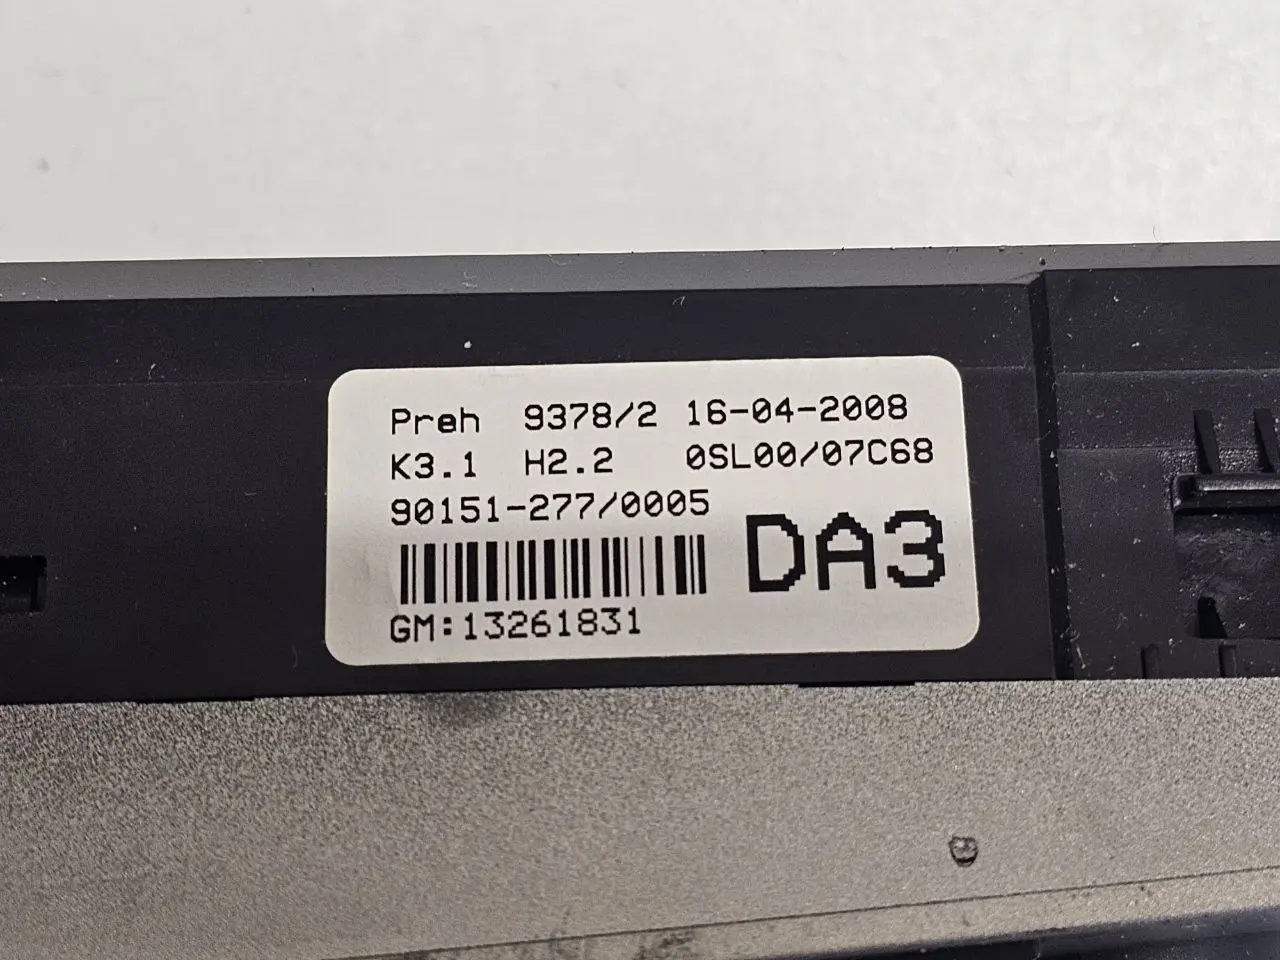 Preh 9378/2 16-04-2008
K3.1 H2.2 0SL00/07C68
90151-277/0005
DA3
GM:13261831